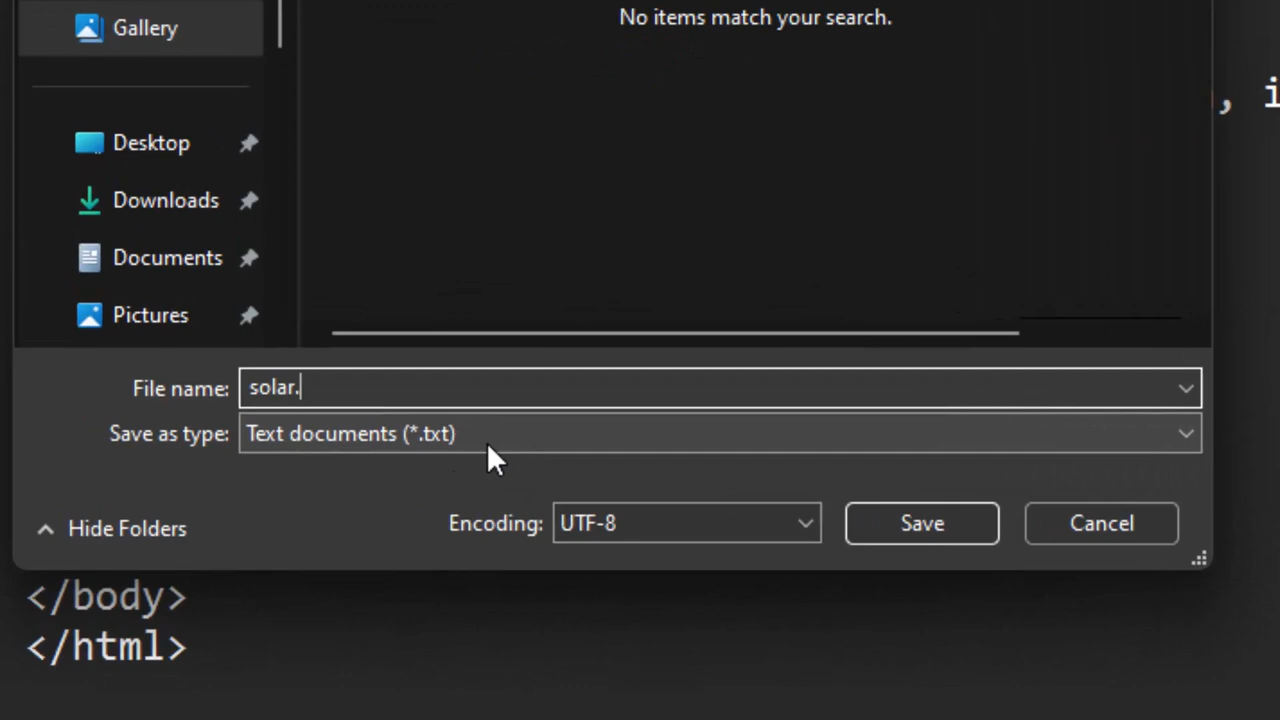 Gallery
No items match your search.
, i
Desktop
Downloads
Documents
Pictures
File name: solar.
Save as type: Text documents (*.txt)
Hide Folders
Encoding: UTF-8
Save
Cancel
</body>
</html>